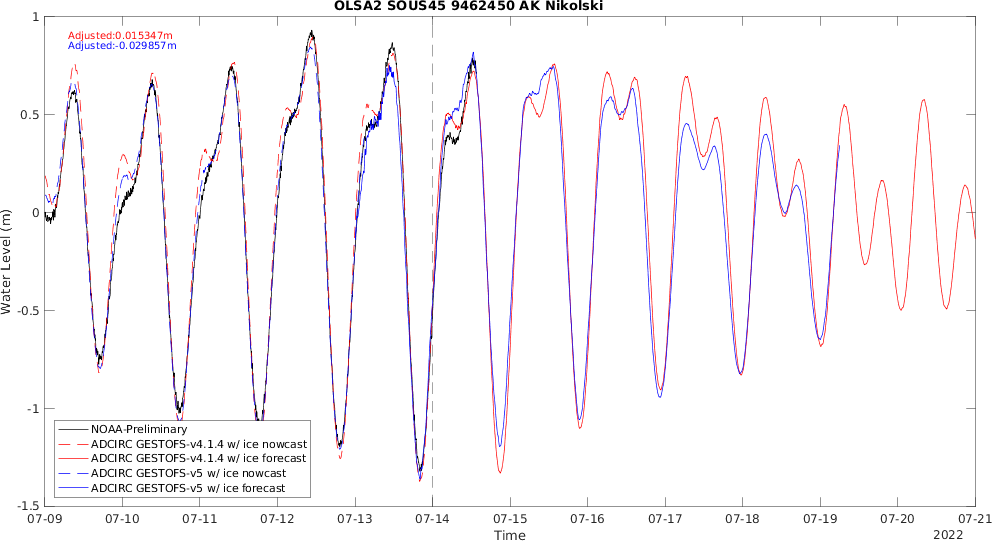 OLSA2 SOUS45 9462450 AK Nikolski
Adjusted:0.015347m
Adjusted:-0.029857m
1
0.5
0
-0.5
-1
-1.5
Water Level (m)
NOAA-Preliminary
ADCIRC GESTOFS-v4.1.4 w/ ice nowcast
ADCIRC GESTOFS-v4.1.4 w/ ice forecast
ADCIRC GESTOFS-v5 w/ ice nowcast
ADCIRC GESTOFS-v5 w/ ice forecast
07-09 07-10 07-11 07-12 07-13 07-14 07-15 07-16 07-17 07-18 07-19 07-20 07-21
Time
2022